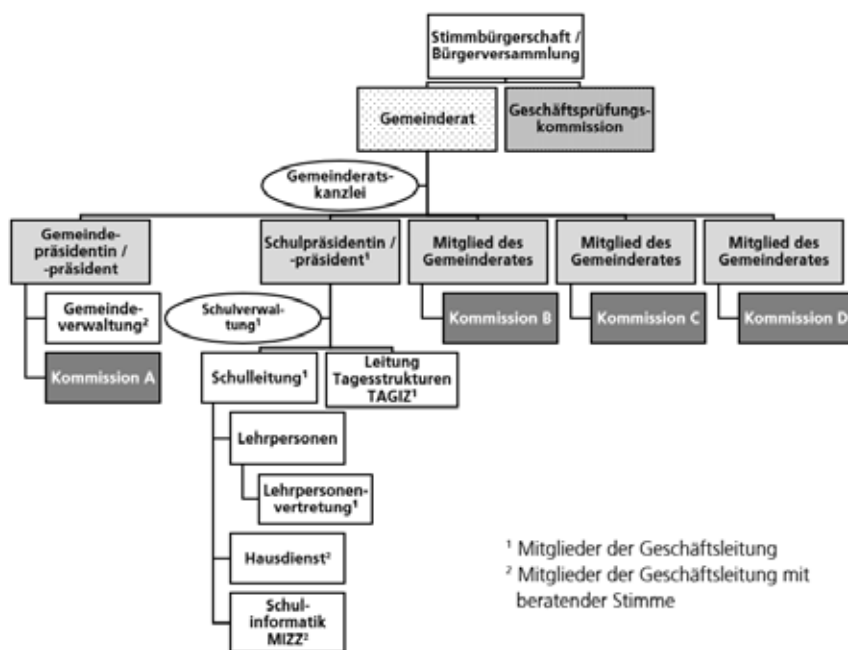 Stimmbürgerschaft /
Bürgerversammlung
Gemeinderat
Geschäftsprüfungs-
kommission
Gemeinderats-
kanzlei
Gemeinde-
präsidentin /
-präsident
Schulpräsidentin /
-präsident¹
Mitglied des
Gemeinderates
Mitglied des
Gemeinderates
Mitglied des
Gemeinderates
Gemeinde-
verwaltung²
Schulverwal-
tung¹
Kommission B
Kommission C
Kommission D
Kommission A
Schulleitung¹
Leitung
Tagesstrukturen
TAGIZ¹
Lehrpersonen
Lehrpersonen-
vertretung¹
Hausdienst²
Schul-
informatik
MIZZ²
¹ Mitglieder der Geschäftsleitung
² Mitglieder der Geschäftsleitung mit
beratender Stimme